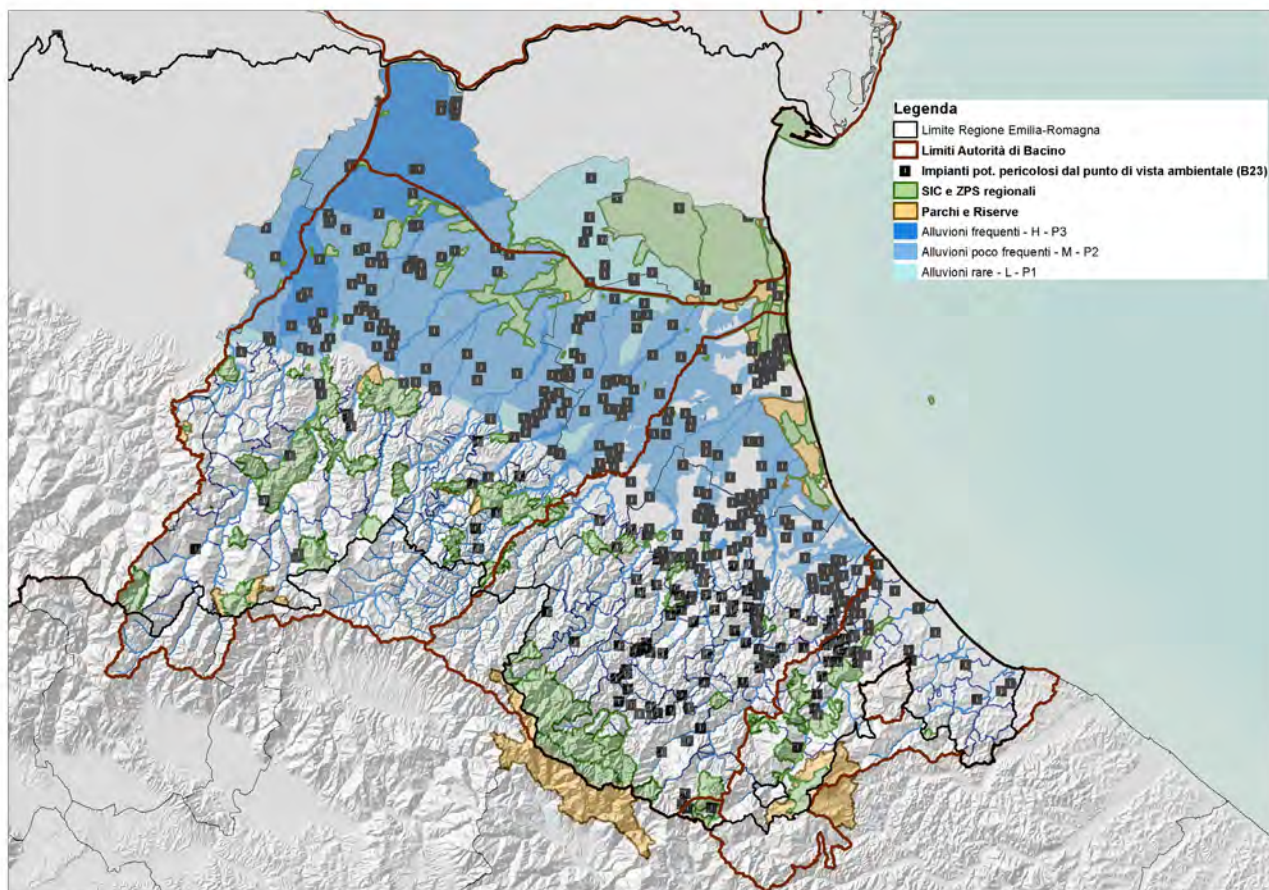 Legenda
Limite Regione Emilia-Romagna
Limiti Autorità di Bacino
Impianti pot. pericolosi dal punto di vista ambientale (B23)
SIC e ZPS regionali
Parchi e Riserve
Alluvioni frequenti - H - P3
Alluvioni poco frequenti - M - P2
Alluvioni rare - L - P1